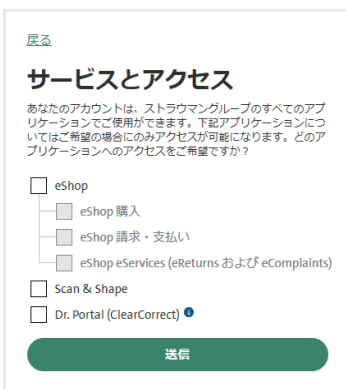 戻る
サービスとアクセス
あなたのアカウントは、ストラウマングループのすべてのアプ
リケーションでご使用ができます。下記アプリケーションにつ
いてはご希望の場合にのみアクセスが可能になります。どのア
プリケーションへのアクセスをご希望ですか？
eShop
eShop 購入
eShop 請求・支払い
eShop eServices (eReturns および eComplaints)
Scan & Shape
Dr. Portal (ClearCorrect)
送信